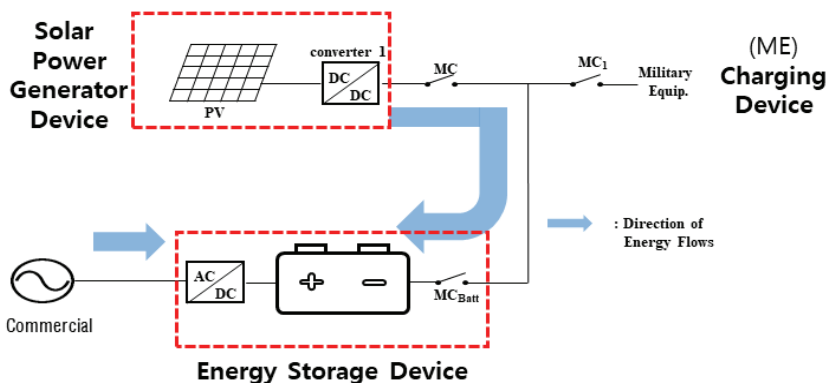 Solar
Power
Generator
Device
converter 1
DC
DC
PV
MC
MC1
Military
Equip.
(ME)
Charging
Device
: Direction of
Energy Flows
AC
DC
+
−
MCBatt
Commercial
Energy Storage Device